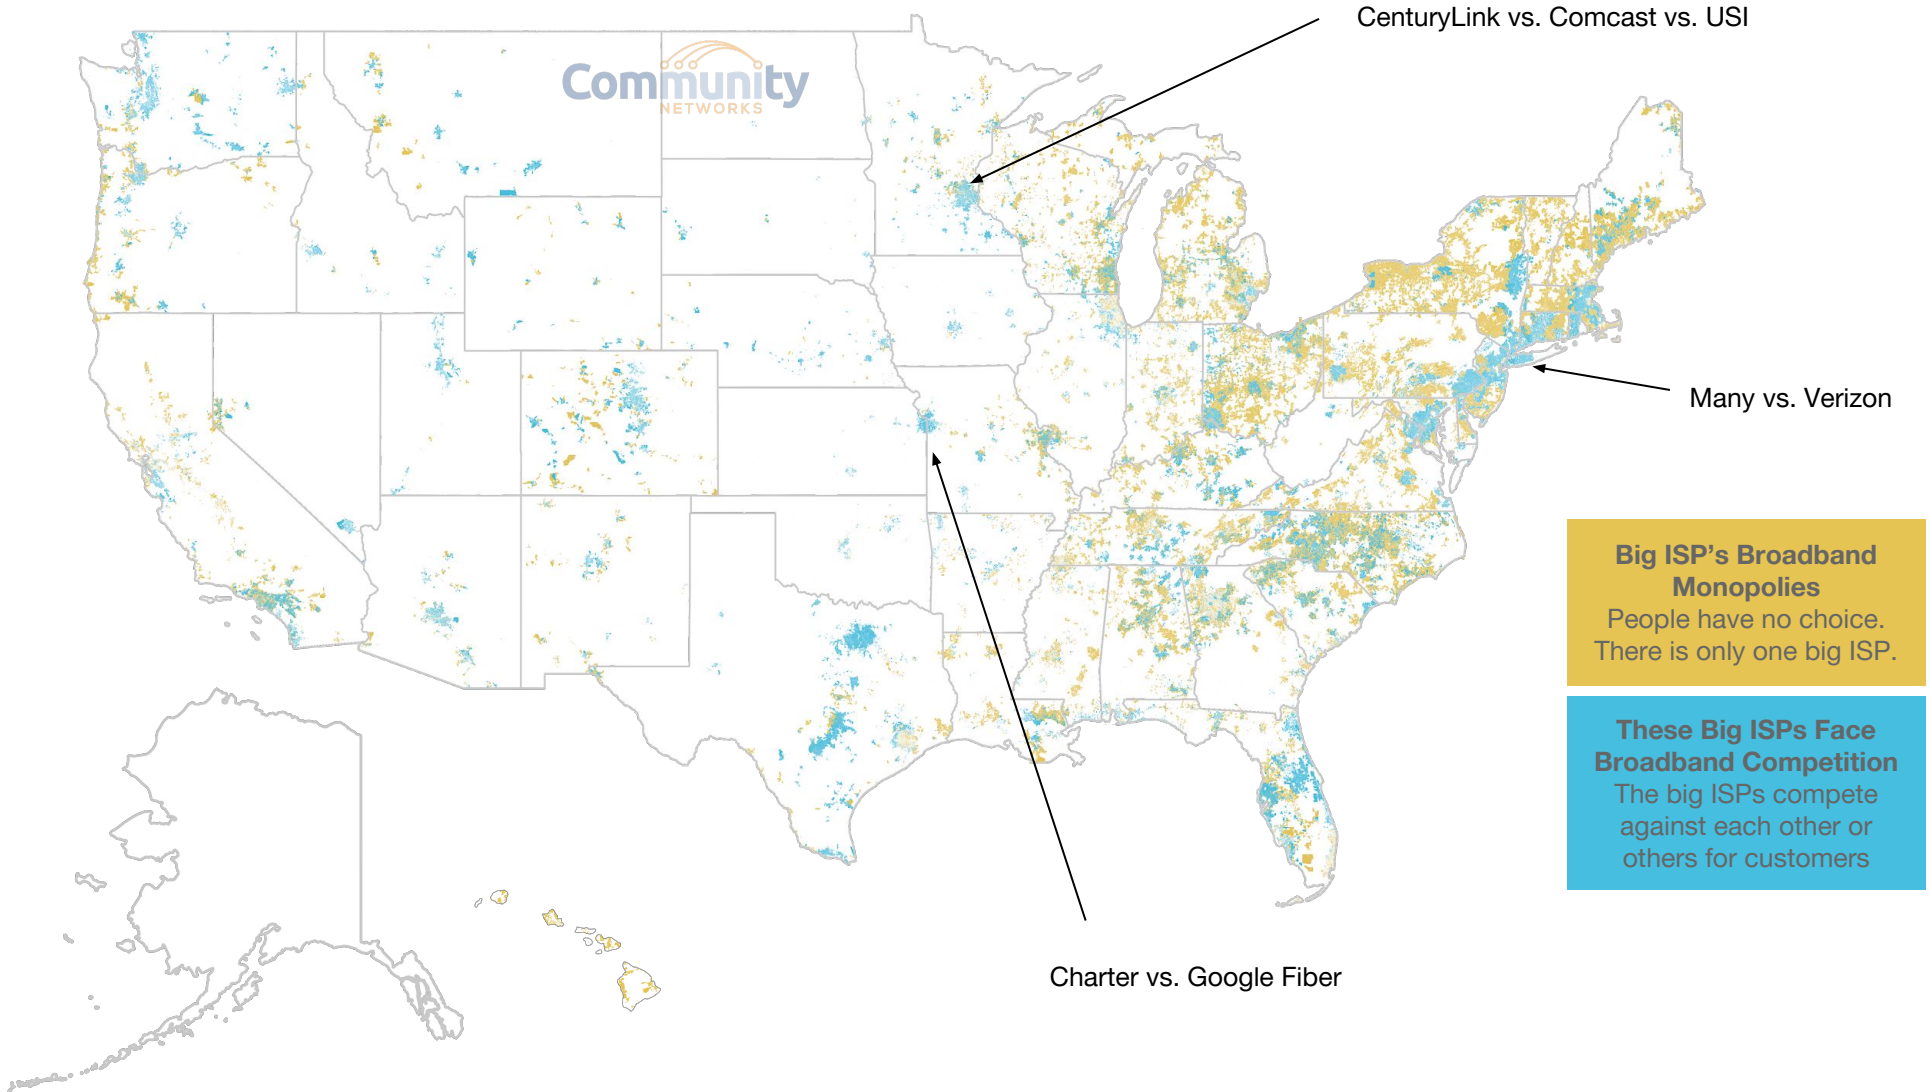 CenturyLink vs. Comcast vs. USI
Community
NETWORKS
Many vs. Verizon
Big ISP's Broadband
Monopolies
People have no choice.
There is only one big ISP.
These Big ISPs Face
Broadband Competition
The big ISPs compete
against each other or
others for customers
Charter vs. Google Fiber